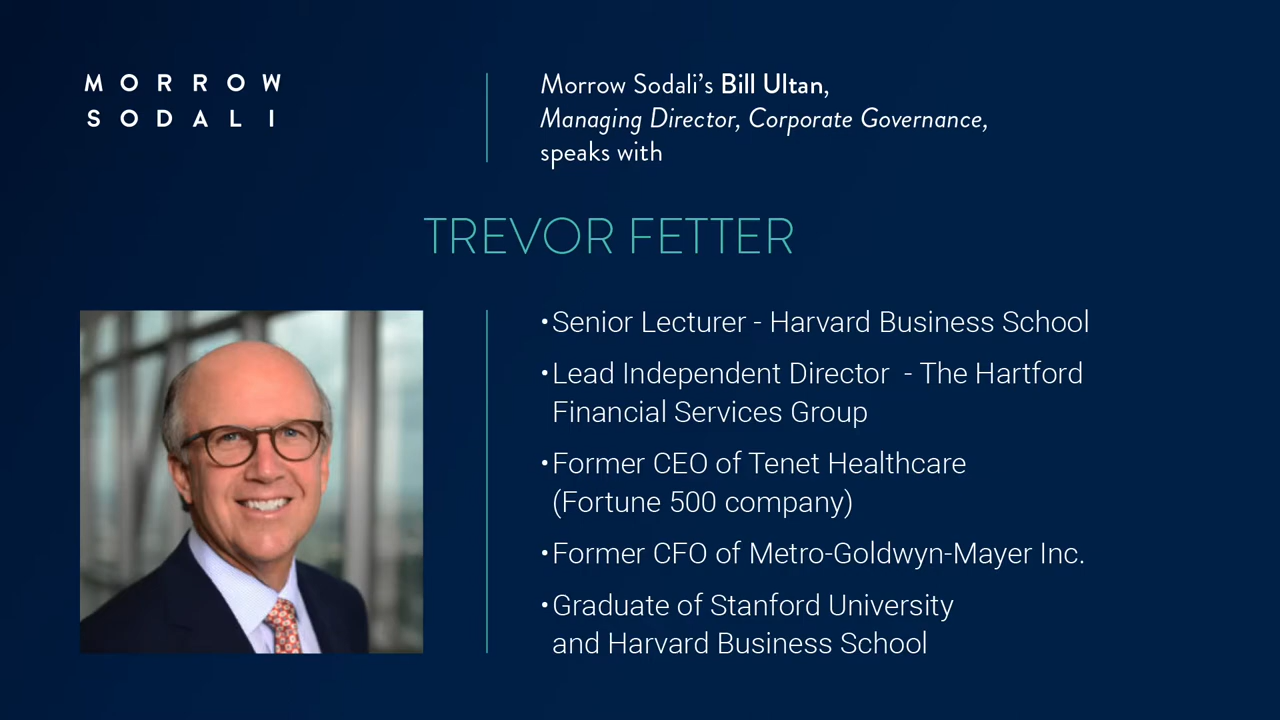 MORROW
SODALI
Morrow Sodali's Bill Ultan,
Managing Director, Corporate Governance,
speaks with
TREVOR FETTER
•Senior Lecturer - Harvard Business School
•Lead Independent Director - The Hartford
Financial Services Group
•Former CEO of Tenet Healthcare
(Fortune 500 company)
•Former CFO of Metro-Goldwyn-Mayer Inc.
•Graduate of Stanford University
and Harvard Business School